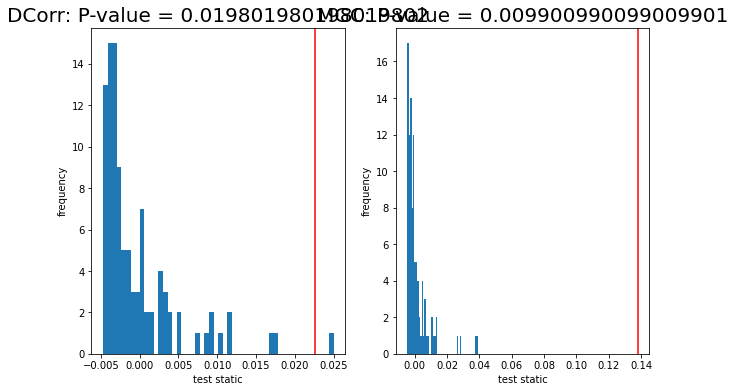 DCorr: P-value = 0.019801980198019802
MGC: P-value = 0.009900990099009901
14
12
10
8
6
4
2
0
frequency
−0.005 0.000 0.005 0.010 0.015 0.020 0.025
test static
16
14
12
10
8
6
4
2
0
frequency
0.00 0.02 0.04 0.06 0.08 0.10 0.12 0.14
test static